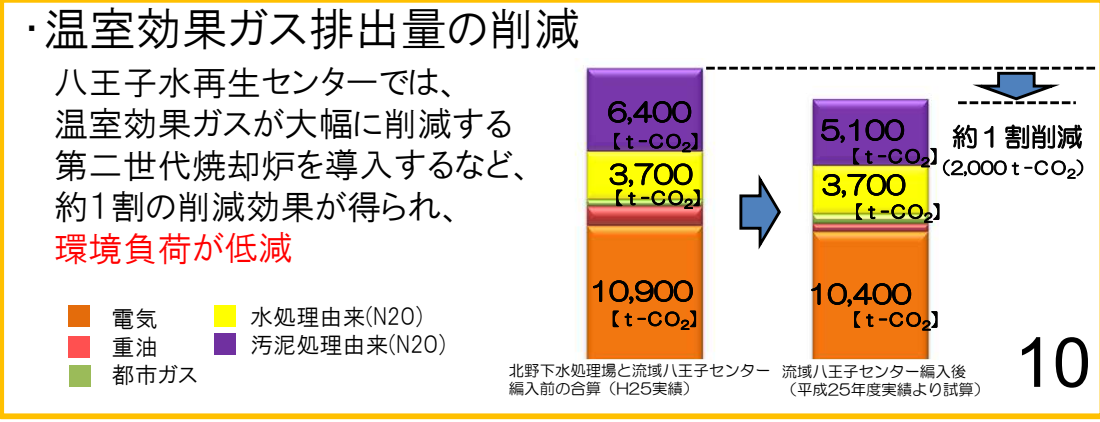 ・温室効果ガス排出量の削減
八王子水再生センターでは、
温室効果ガスが大幅に削減する
第二世代焼却炉を導入するなど、
約1割の削減効果が得られ、
環境負荷が低減
電気
水処理由来(N2O)
重油
汚泥処理由来(N2O)
都市ガス
6,400
【t-CO₂】
3,700
【t-CO₂】
10,900
【t-CO₂】
北野下水処理場と流域八王子センター
編入前の合算（H25実績）
5,100
【t-CO₂】
3,700
【t-CO₂】
10,400
【t-CO₂】
流域八王子センター編入後
（平成25年度実績より試算）
約１割削減
(2,000t-CO₂)
10